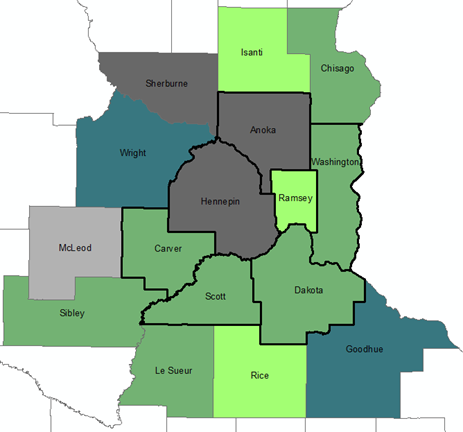 Isanti
Chisago
Sherburne
Anoka
Wright
Washington
Hennepin
Ramsey
McLeod
Carver
Scott
Dakota
Sibley
Goodhue
Le Sueur
Rice